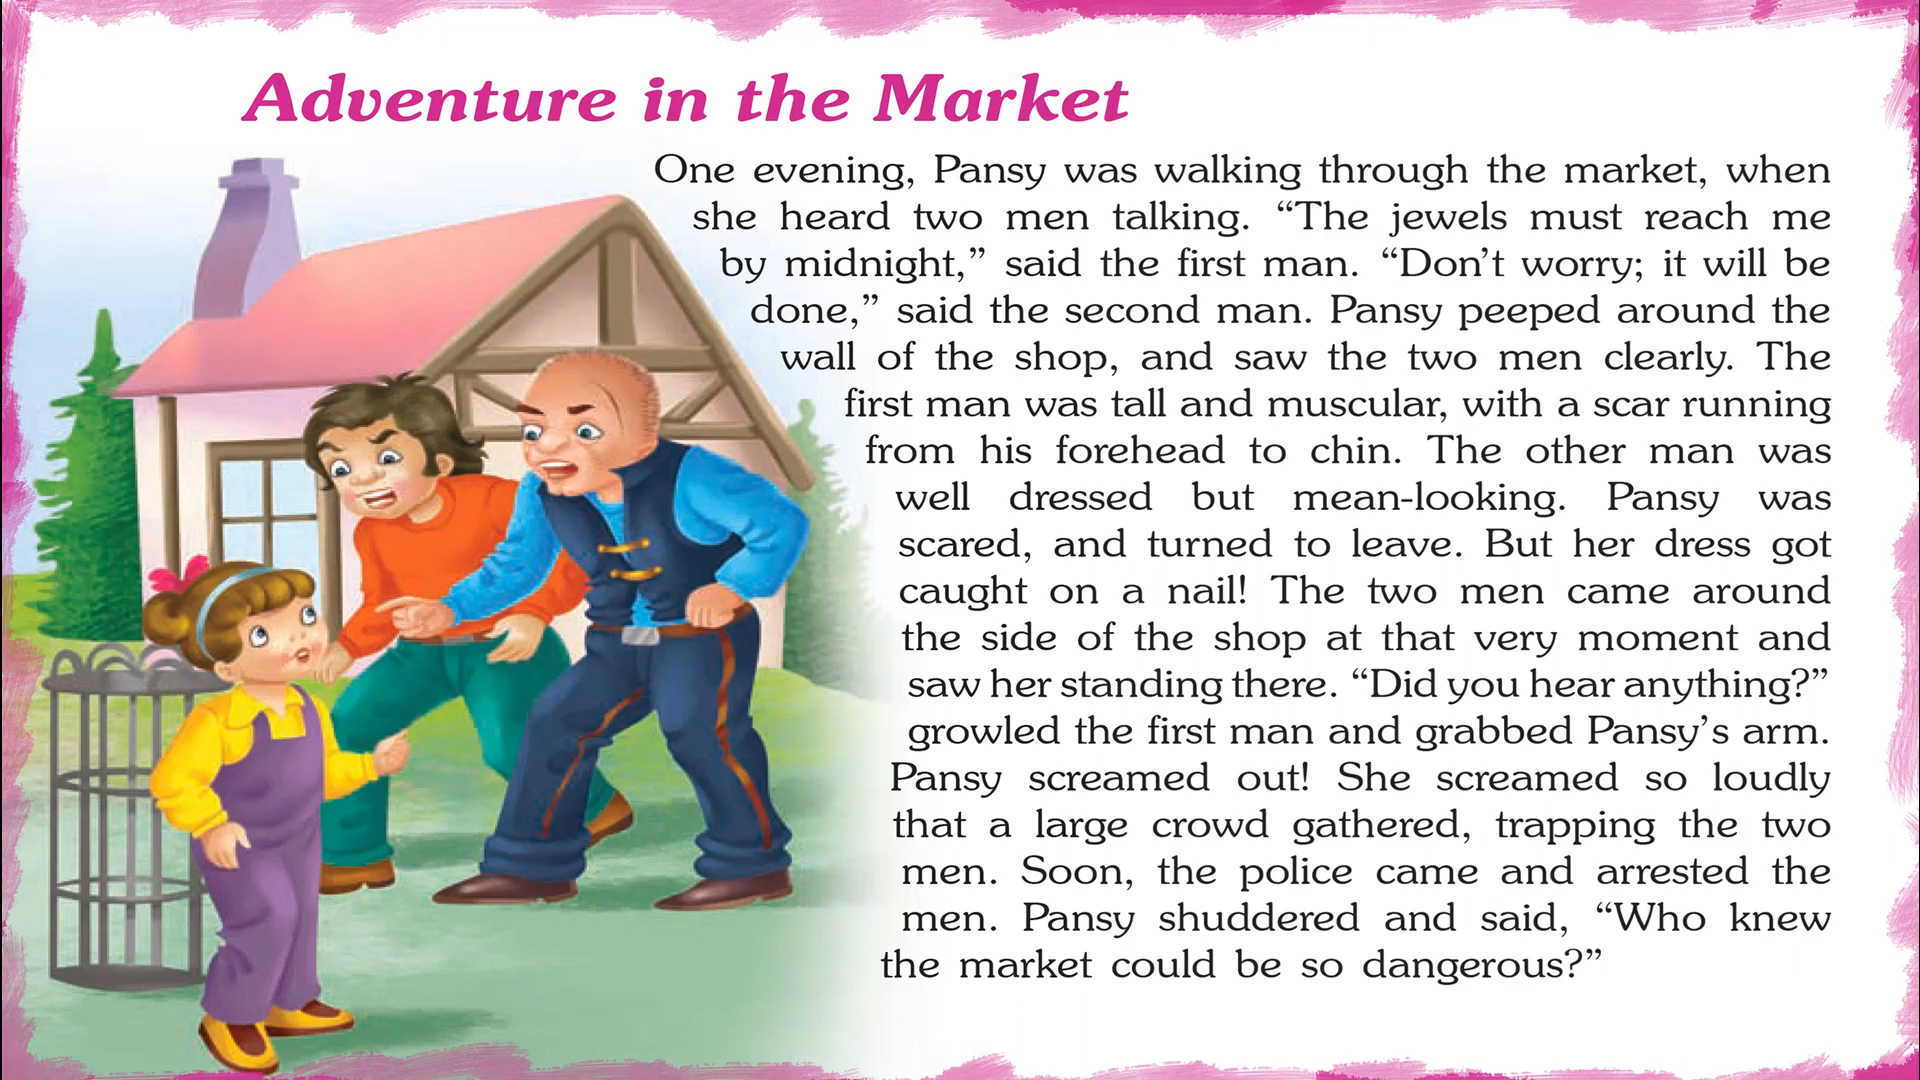 Adventure in the Market
One evening, Pansy was walking through the market, when
she heard two men talking. “The jewels must reach me
by midnight,” said the first man. “Don’t worry; it will be
done,” said the second man. Pansy peeped around the
wall of the shop, and saw the two men clearly. The
first man was tall and muscular, with a scar running
from his forehead to chin. The other man was
well dressed but mean-looking. Pansy was
scared, and turned to leave. But her dress got
caught on a nail! The two men came around
the side of the shop at that very moment and
saw her standing there. “Did you hear anything?”
growled the first man and grabbed Pansy’s arm.
Pansy screamed out! She screamed so loudly
that a large crowd gathered, trapping the two
men. Soon, the police came and arrested the
men. Pansy shuddered and said, “Who knew
the market could be so dangerous?”